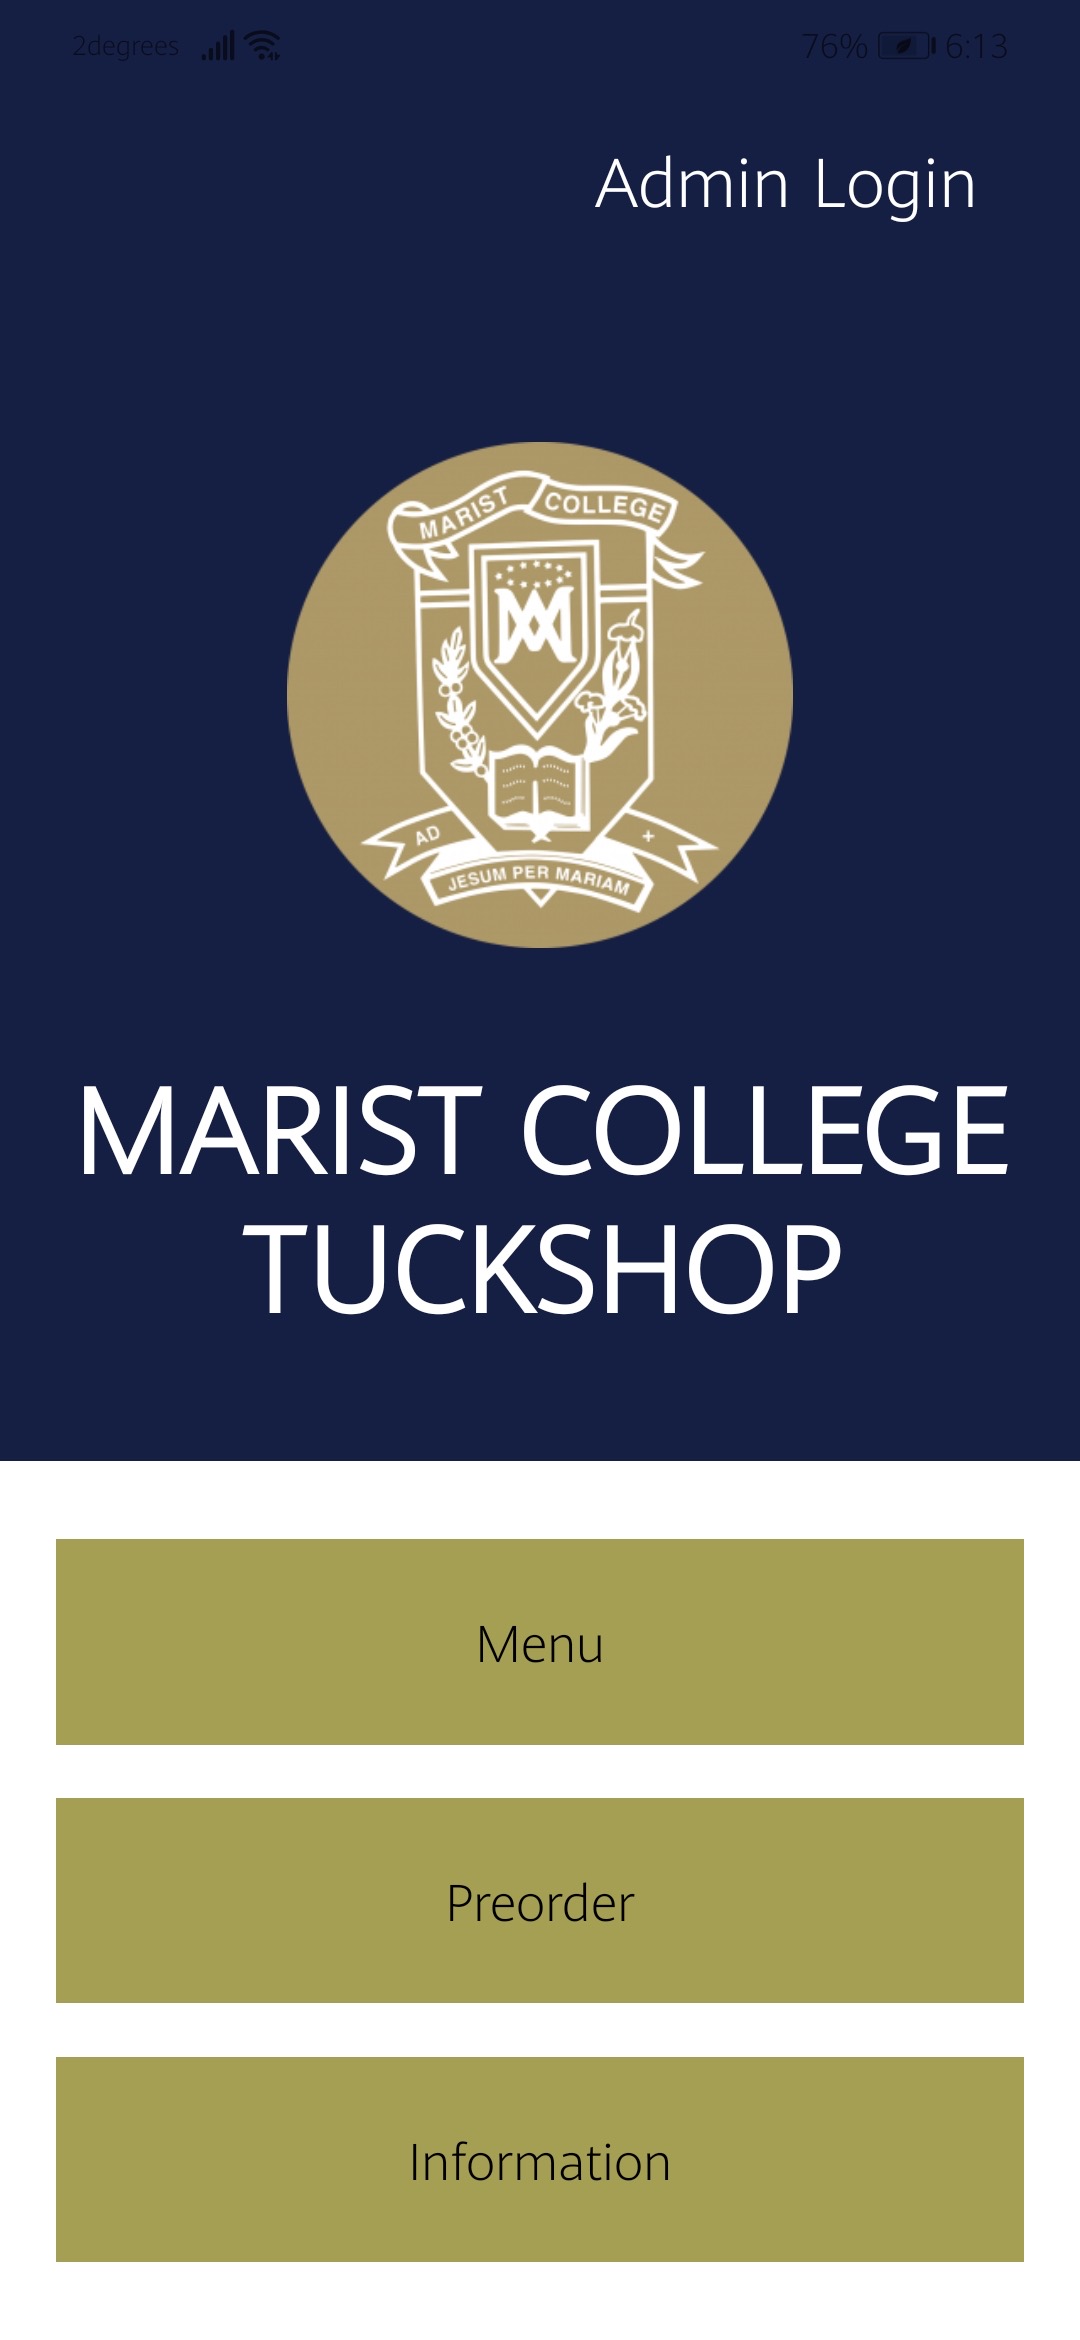 2degrees 76% 6:13
Admin Login
MARIST COLLEGE
AD +
JESUM PER MARIAM
MARIST COLLEGE
TUCKSHOP
Menu
Preorder
Information